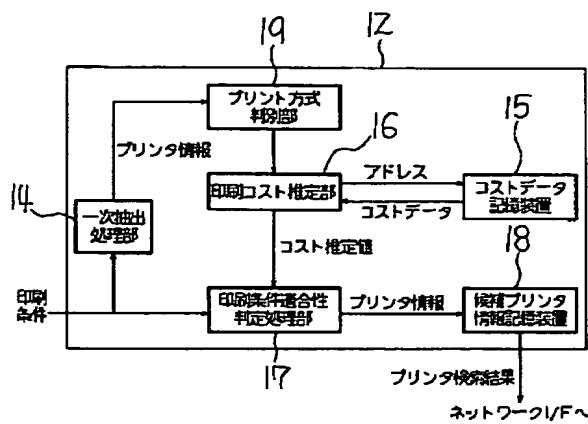 19
12
プリント方式
判別部
16
15
プリンタ情報
アドレス
14
印刷コスト推定部
コストデータ
記憶装置
コストデータ
一次抽出
処理部
18
コスト推定値
印刷
条件
印刷条件適合性
判定処理部
プリンタ情報
候補プリンタ
情報記憶装置
17
プリンタ検索結果
ネットワークI/Fへ